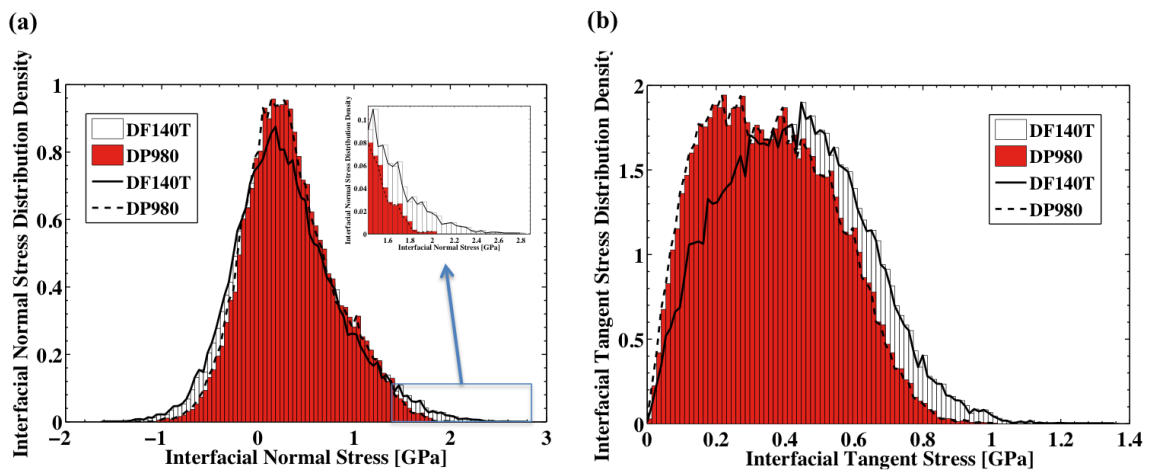 (a)
Interfacial Normal Stress Distribution Density
1
0.8
0.6
0.4
0.2
0
−2
−1
0
1
2
3
Interfacial Normal Stress [GPa]
DF140T
DP980
DF140T
DP980
Interfacial Normal Stress Distribution Density
0.1
0.08
0.06
0.04
0.02
0
1.6
1.8
2
2.2
2.4
2.6
2.8
Interfacial Normal Stress [GPa]
(b)
Interfacial Tangent Stress Distribution Density
2
1.5
1
0.5
0
0
0.2
0.4
0.6
0.8
1
1.2
1.4
Interfacial Tangent Stress [GPa]
DF140T
DP980
DF140T
DP980